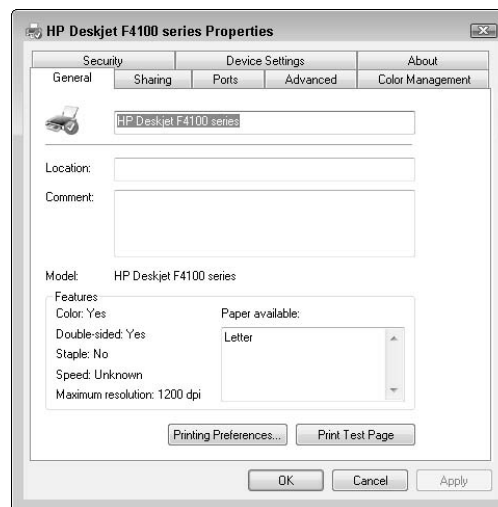 HP Deskjet F4100 series Properties
Security Device Settings About
General Sharing Ports Advanced Color Management
HP Deskjet F4100 series
Location:
Comment:
Model: HP Deskjet F4100 series
Features
Color: Yes Paper available:
Double-sided: Yes Letter
Staple: No
Speed: Unknown
Maximum resolution: 1200 dpi
Printing Preferences... Print Test Page
OK Cancel Apply